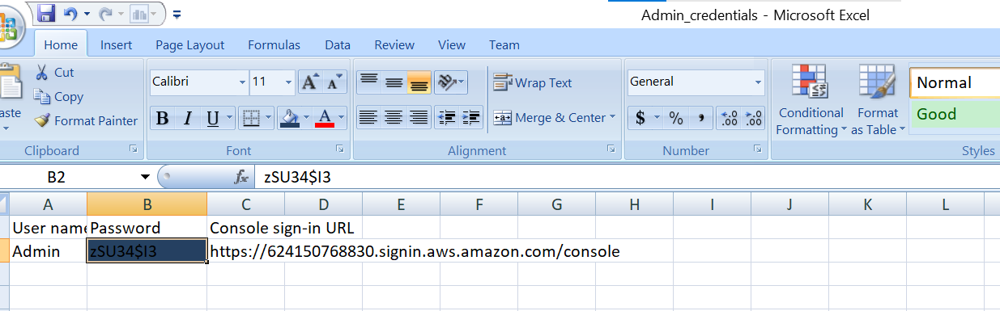 Admin_credentials - Microsoft Excel
Home Insert Page Layout Formulas Data Review View Team
aste
Cut
Copy
Format Painter
Clipboard
Calibri 11
B I U A
Font
Wrap Text
Merge & Center
Alignment
General
$ % , .00 .00
Number
Conditional Formatting
Format as Table
Normal
Good
Styles
B2 fx zSU34$I3
A B C D E F G H I J K L
User name Password Console sign-in URL
Admin zSU34$I3 https://624150768830.signin.aws.amazon.com/console